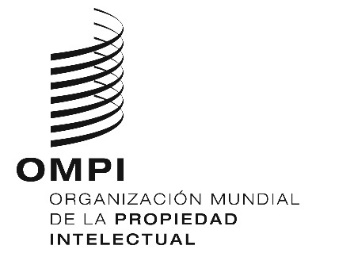 OMPI
ORGANIZACIÓN MUNDIAL
DE LA PROPIEDAD
INTELECTUAL